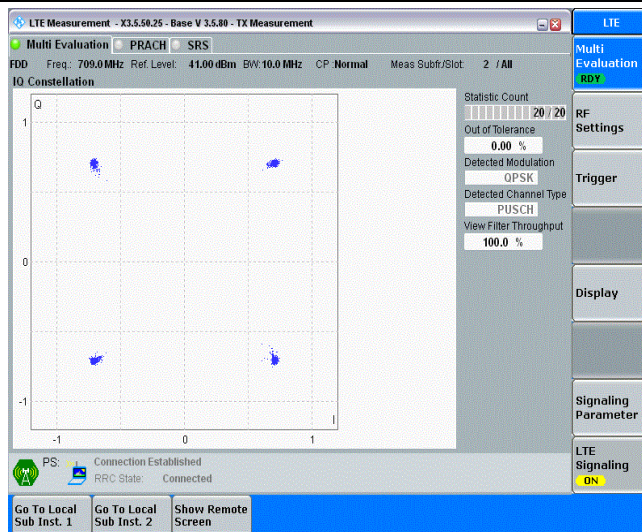 LTE Measurement - X3.5.50.25 - Base V 3.5.80 - TX Measurement
LTE
Multi Evaluation PRACH SRS
FDD Freq.: 709.0 MHz Ref. Level: 41.00 dBm BW: 10.0 MHz CP : Normal Meas Subfr./Slot: 2 / All
IQ Constellation
Q
1
0
-1
I
-1 0 1
Statistic Count
20 / 20
Out of Tolerance
0.00 %
Detected Modulation
QPSK
Detected Channel Type
PUSCH
View Filter Throughput
100.0 %
PS: Connection Established
RRC State: Connected
Multi
Evaluation
RDY
RF
Settings
Trigger
Display
Signaling
Parameter
LTE
Signaling
ON
Go To Local
Sub Inst. 1
Go To Local
Sub Inst. 2
Show Remote
Screen